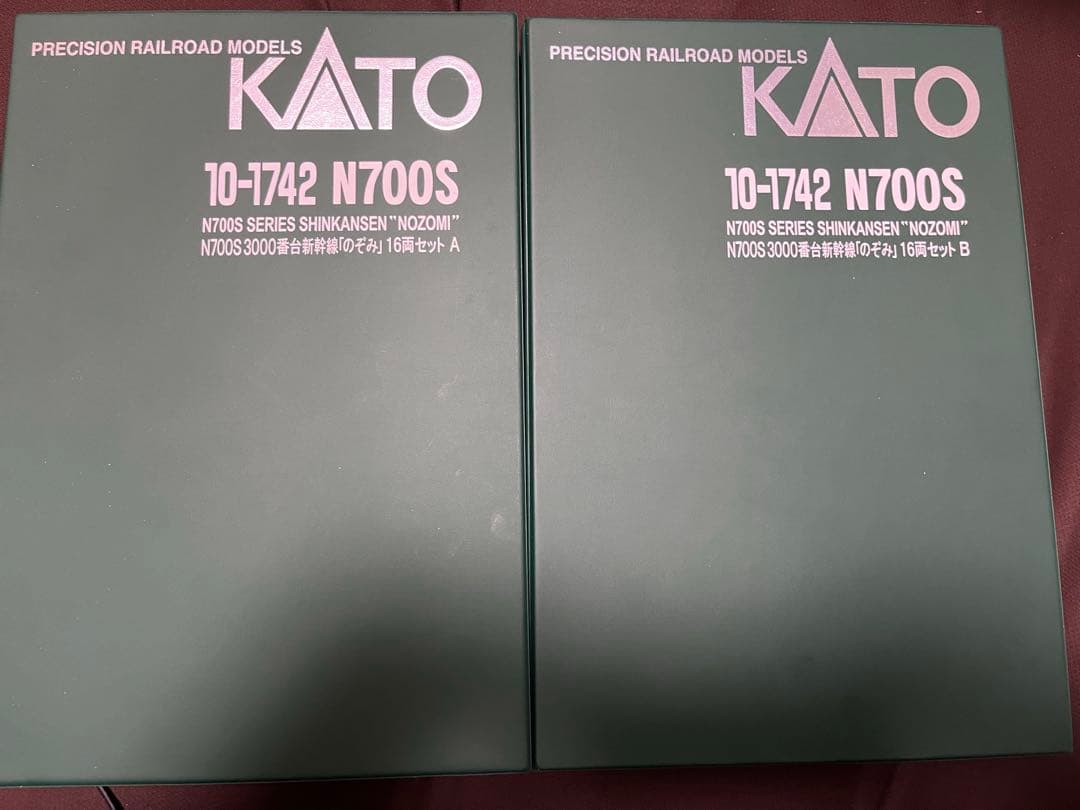 PRECISION RAILROAD MODELS
KATO
10-1742 N700S
N700S SERIES SHINKANSEN "NOZOMI"
N700S 3000番台新幹線「のぞみ」 16両セット A
PRECISION RAILROAD MODELS
KATO
10-1742 N700S
N700S SERIES SHINKANSEN "NOZOMI"
N700S 3000番台新幹線「のぞみ」 16両セット B